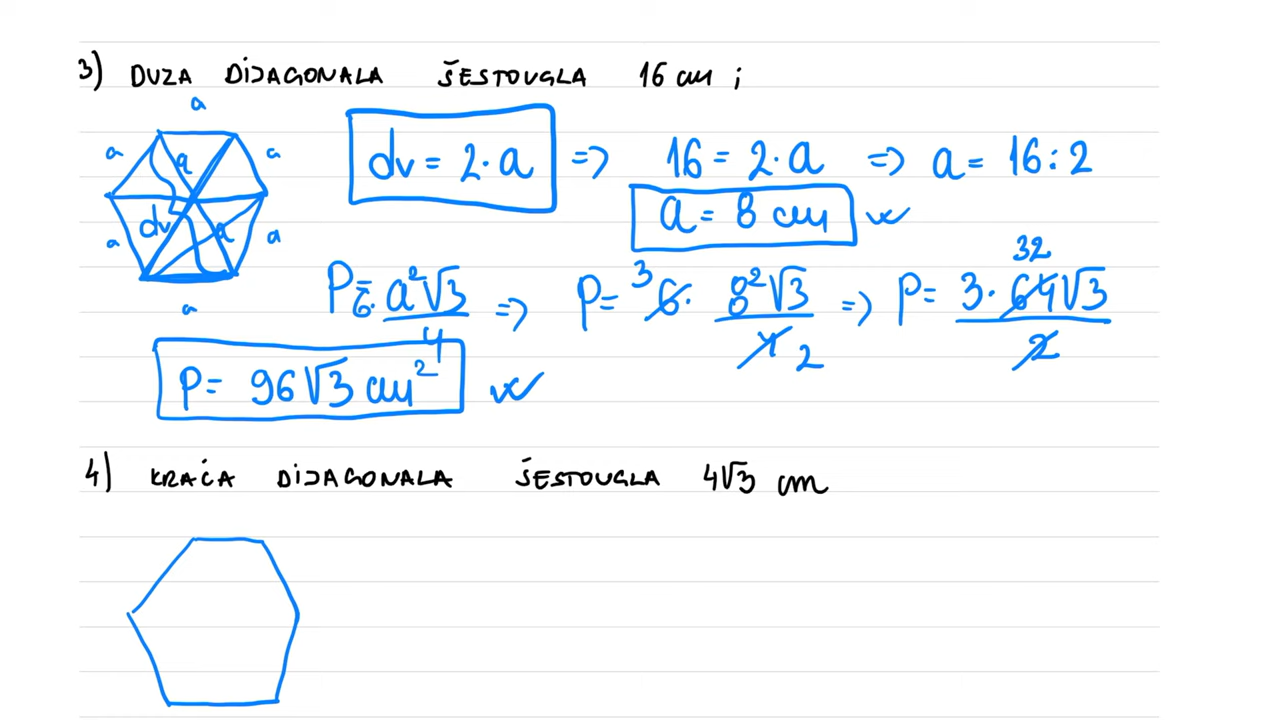 3) DUZA DIJAGONALA ŠESTOUGLA 16 cm ;
a
a a a
dv = 2·a => 16 = 2·a => a = 16:2
dv a
a a
a = 8 cm
a
P = 6· a²√3/4 => P = 6· 8²√3/4 3 2 => P = 3·64√3/2 32
P = 96√3 cm²
4) KRAĆA DIJAGONALA ŠESTOUGLA 4√3 cm